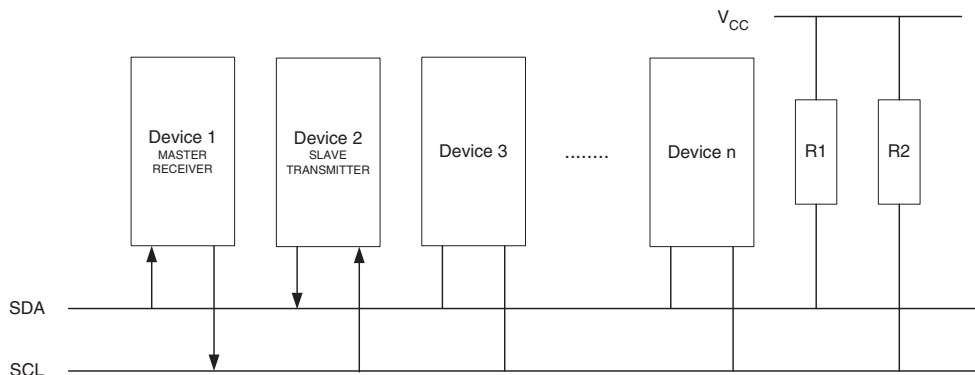 VCC
Device 1
MASTER
RECEIVER
Device 2
SLAVE
TRANSMITTER
Device 3
........
Device n
R1
R2
SDA
SCL